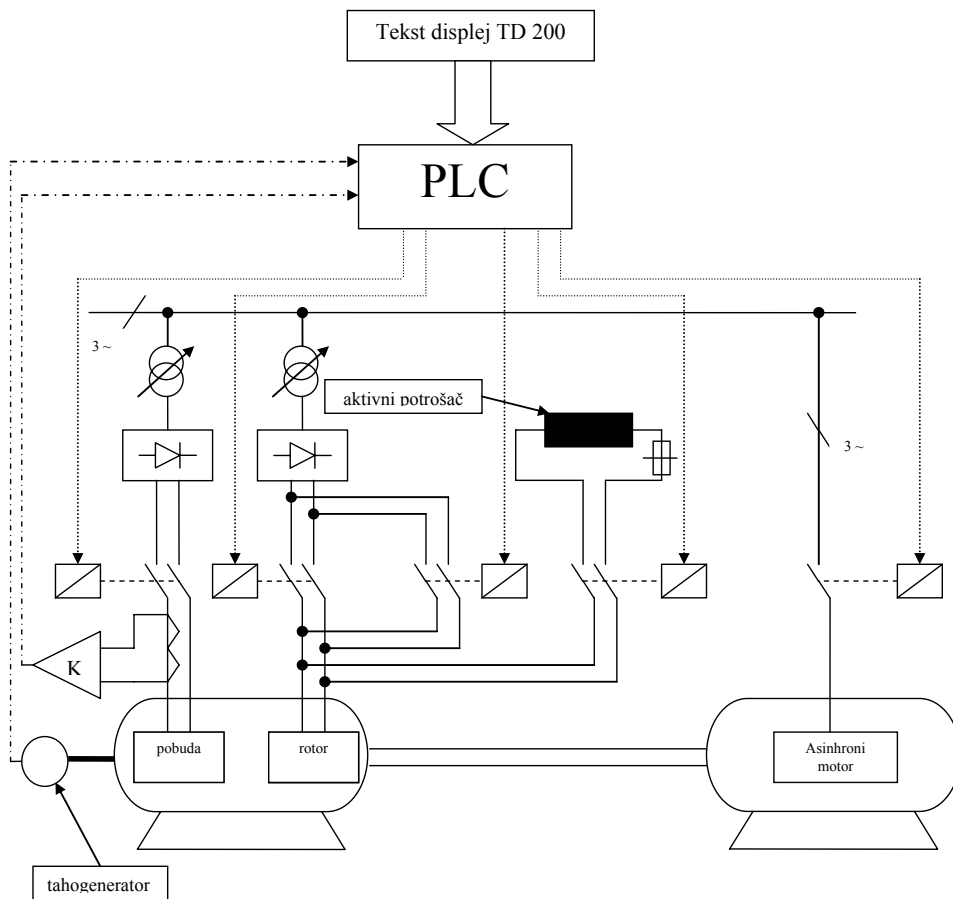 Tekst displej TD 200
PLC
3 ~
aktivni potrošač
3 ~
K
pobuda
rotor
Asinhroni
motor
tahogenerator